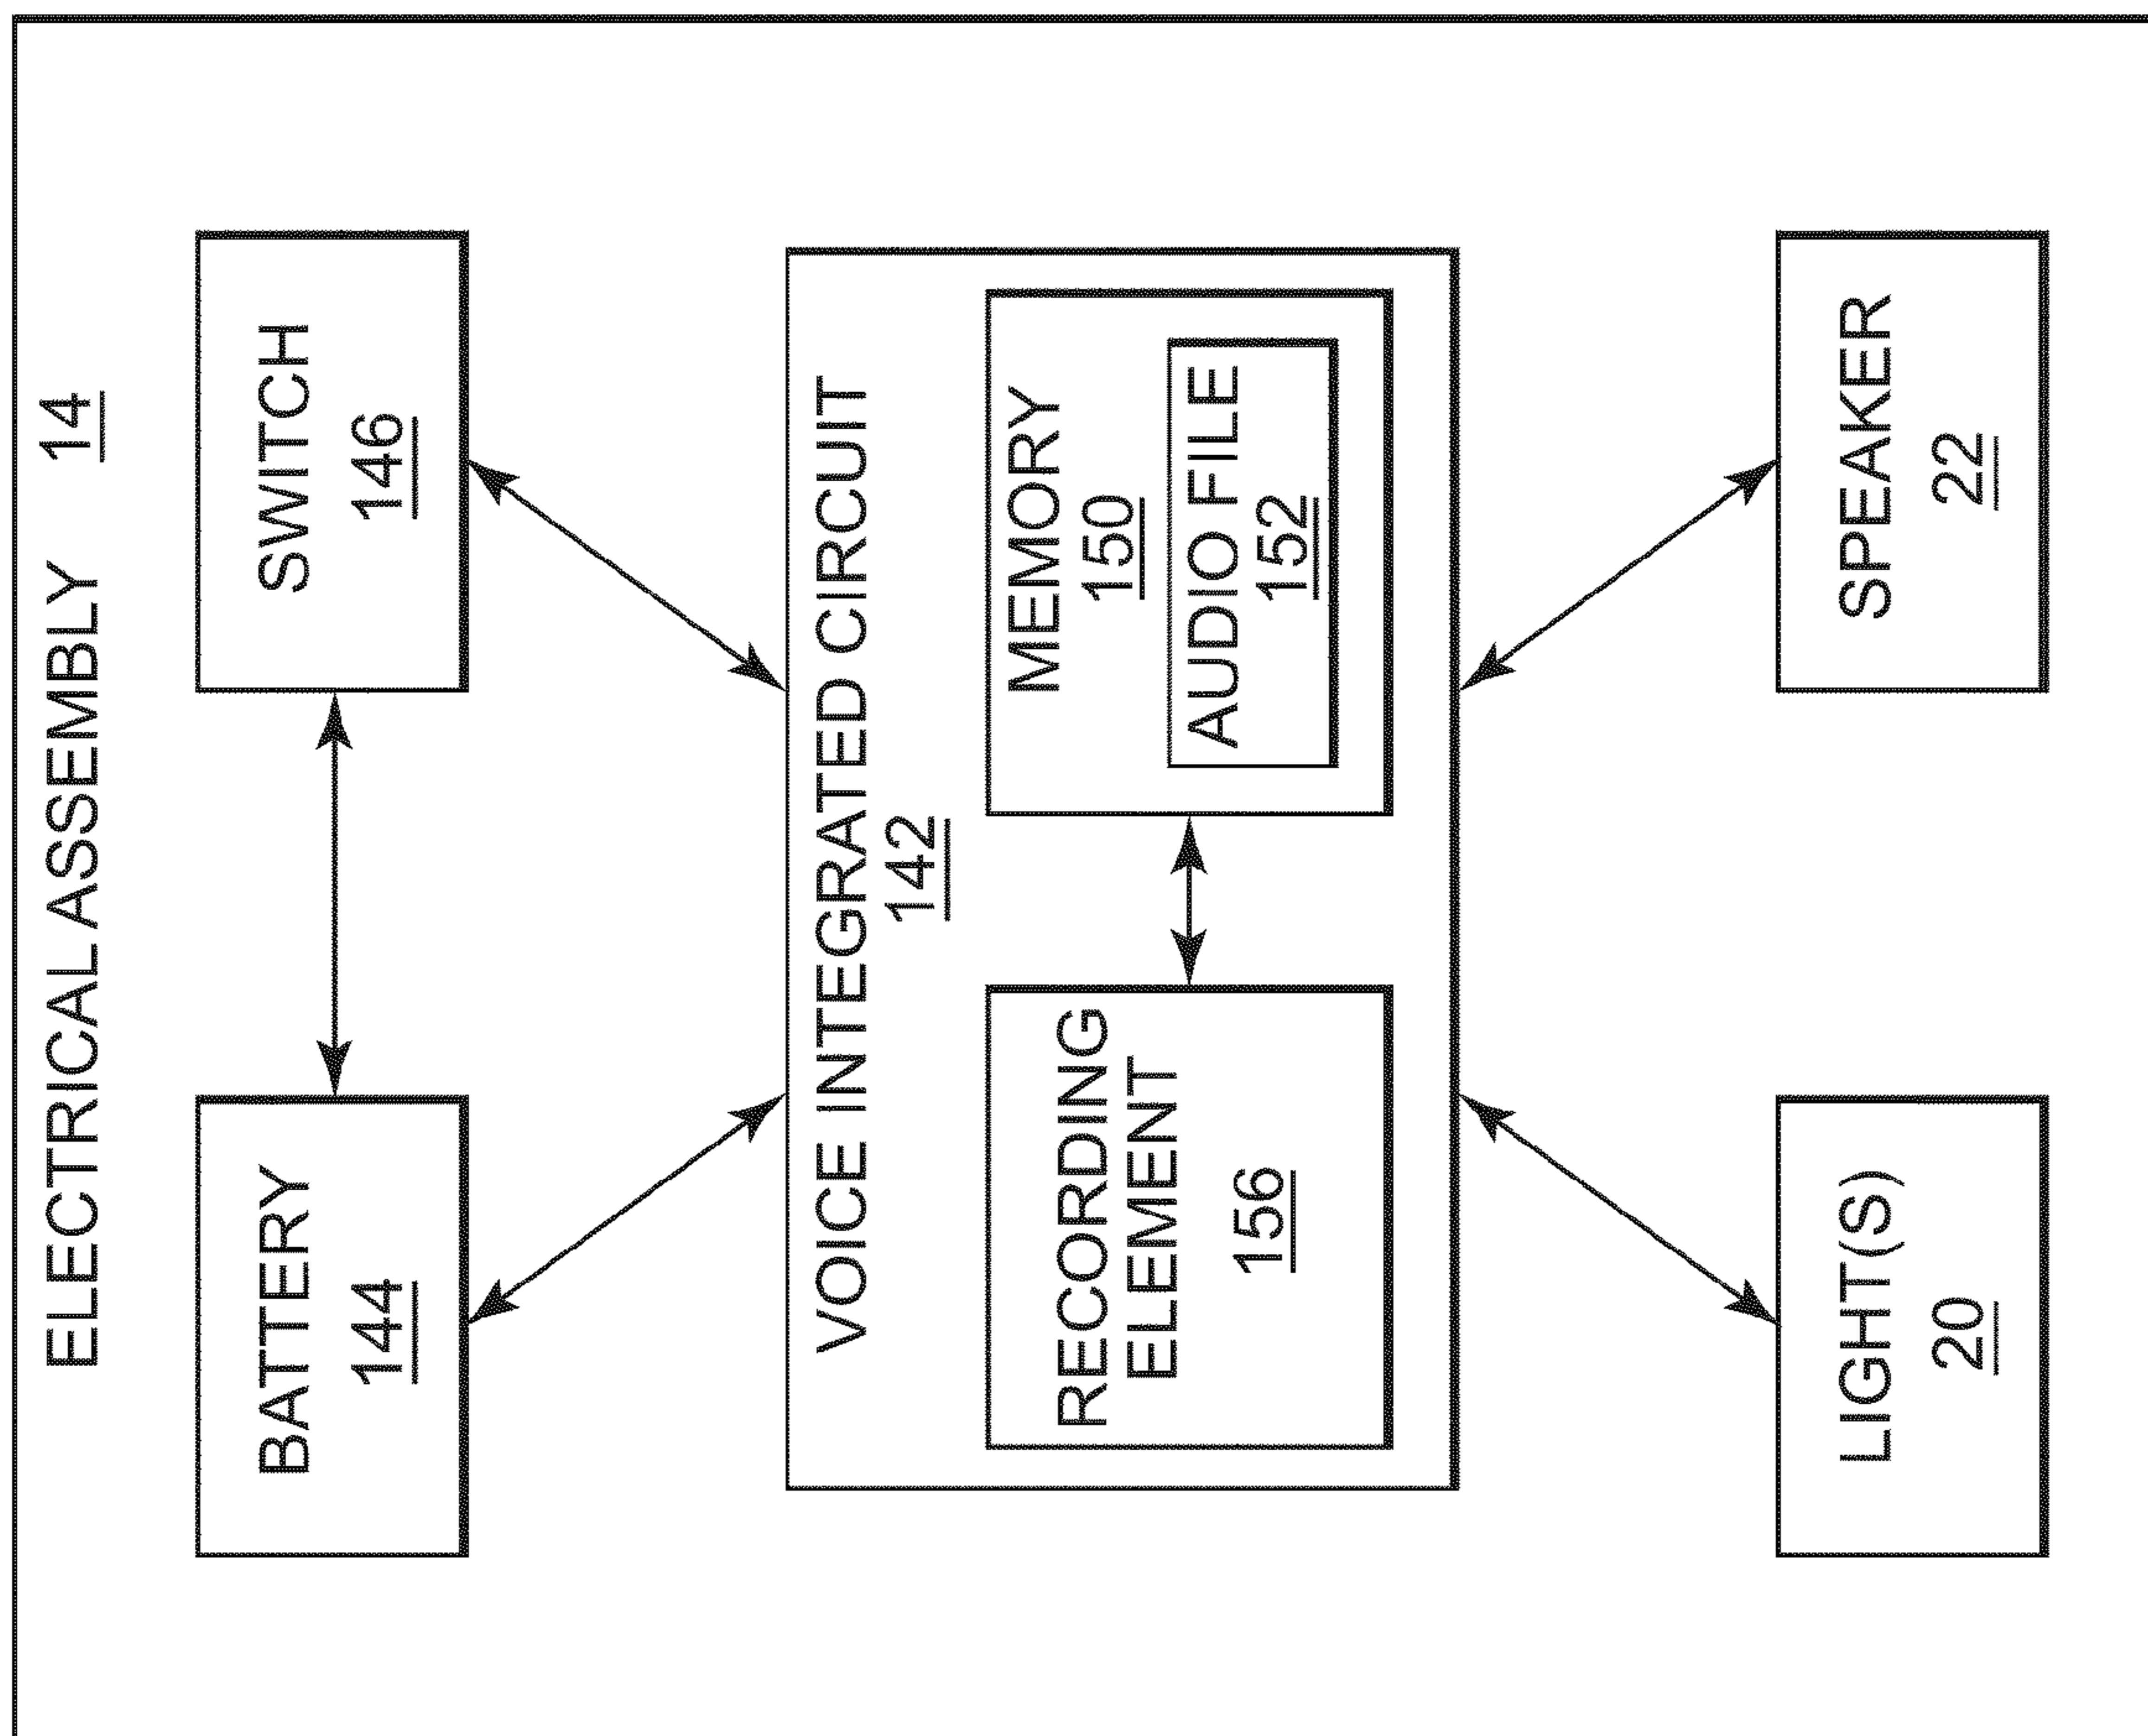 ELECTRICAL ASSEMBLY 14
BATTERY
144
SWITCH
146
VOICE INTEGRATED CIRCUIT
142
RECORDING
ELEMENT
156
MEMORY
150
AUDIO FILE
152
LIGHT(S)
20
SPEAKER
22